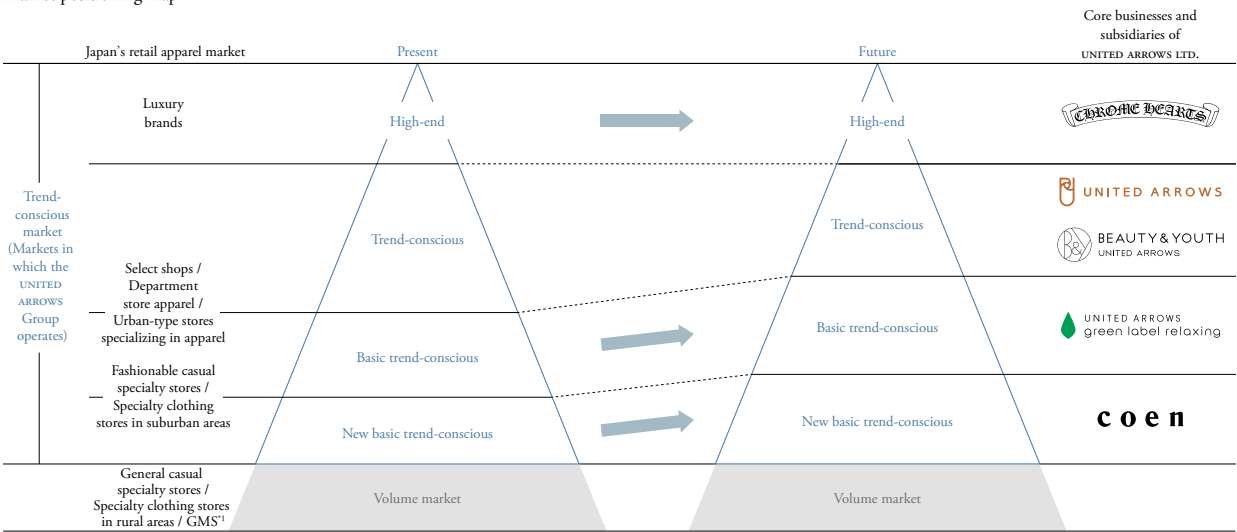 Japan's retail apparel market
Present
Future
Core businesses and
subsidiaries of
UNITED ARROWS LTD.
Luxury
brands
High-end
High-end
CHROME HEARTS
Trend-
conscious
market
(Markets in
which the
UNITED
ARROWS
Group
operates)
Trend-conscious
Trend-conscious
UNITED ARROWS
B&Y
BEAUTY&YOUTH
UNITED ARROWS
Select shops /
Department
store apparel /
Urban-type stores
specializing in apparel
Basic trend-conscious
Basic trend-conscious
UNITED ARROWS
green label relaxing
Fashionable casual
specialty stores /
Specialty clothing
stores in suburban areas
New basic trend-conscious
New basic trend-conscious
coen
General casual
specialty stores /
Specialty clothing stores
in rural areas / GMS*1
Volume market
Volume market